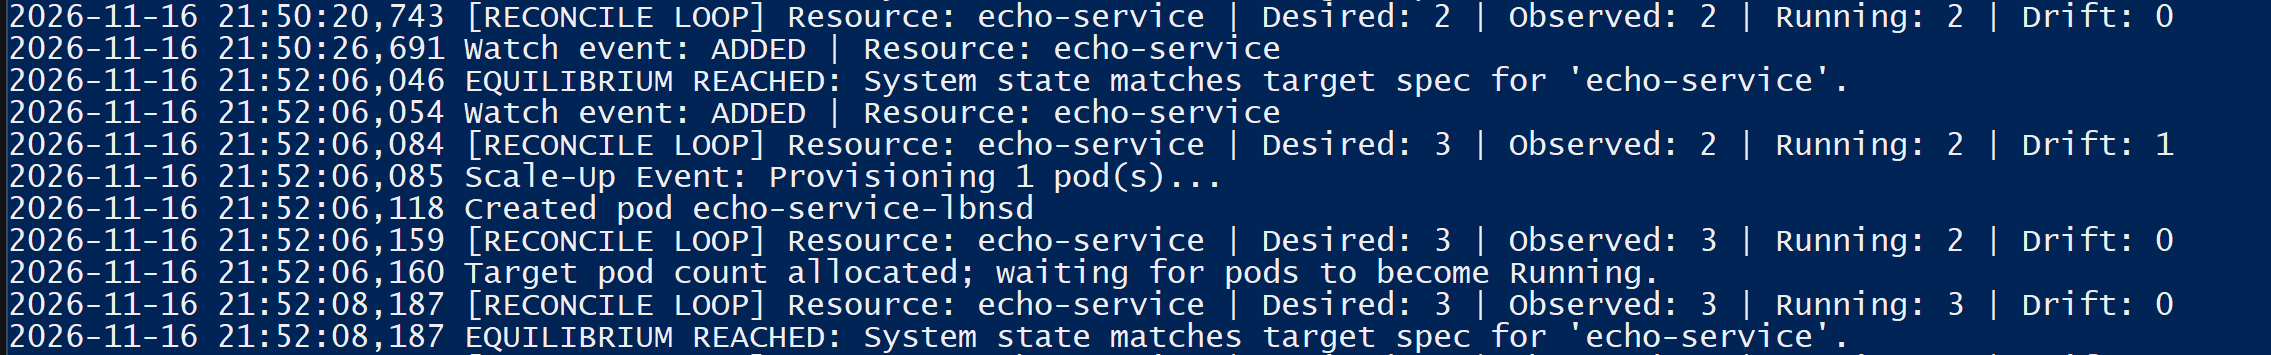 2026-11-16 21:50:20,743 [RECONCILE LOOP] Resource: echo-service | Desired: 2 | Observed: 2 | Running: 2 | Drift: 0
2026-11-16 21:50:26,691 Watch event: ADDED | Resource: echo-service
2026-11-16 21:52:06,046 EQUILIBRIUM REACHED: System state matches target spec for 'echo-service'.
2026-11-16 21:52:06,054 Watch event: ADDED | Resource: echo-service
2026-11-16 21:52:06,084 [RECONCILE LOOP] Resource: echo-service | Desired: 3 | Observed: 2 | Running: 2 | Drift: 1
2026-11-16 21:52:06,085 Scale-Up Event: Provisioning 1 pod(s)...
2026-11-16 21:52:06,118 Created pod echo-service-lbnsd
2026-11-16 21:52:06,159 [RECONCILE LOOP] Resource: echo-service | Desired: 3 | Observed: 3 | Running: 2 | Drift: 0
2026-11-16 21:52:06,160 Target pod count allocated; waiting for pods to become Running.
2026-11-16 21:52:08,187 [RECONCILE LOOP] Resource: echo-service | Desired: 3 | Observed: 3 | Running: 3 | Drift: 0
2026-11-16 21:52:08,187 EQUILIBRIUM REACHED: System state matches target spec for 'echo-service'.